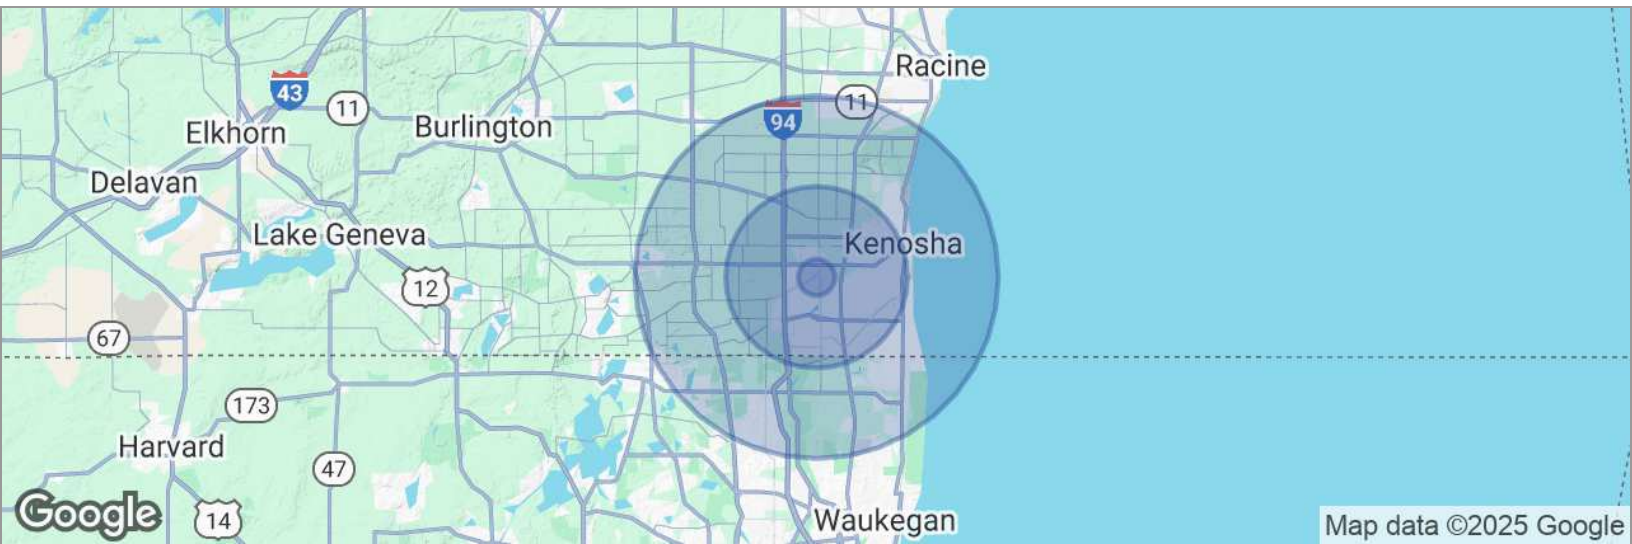 Racine
43
11
11
94
Burlington
Elkhorn
Delavan
Lake Geneva
Kenosha
12
67
173
Harvard
47
14
Waukegan
Google
Map data ©2025 Google